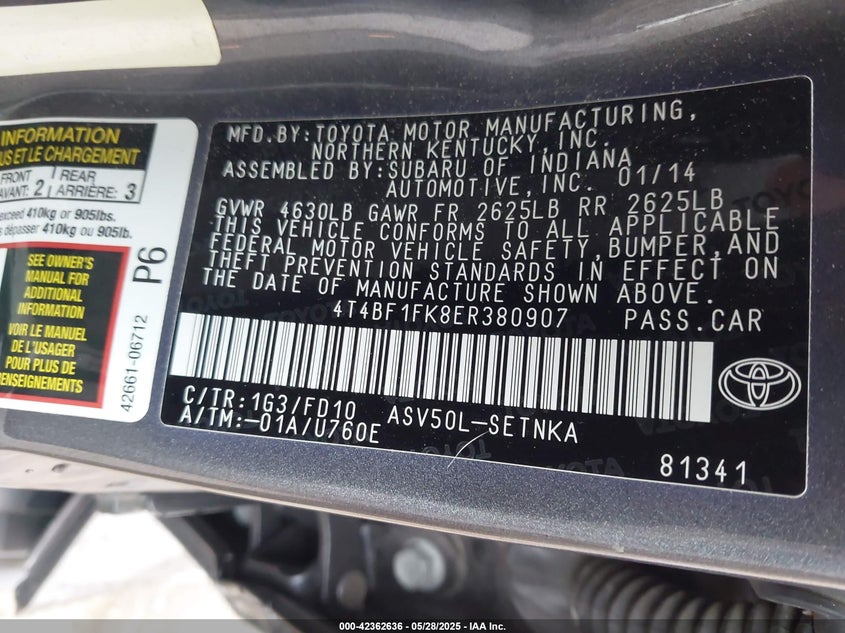 INFORMATION
US ET LE CHARGEMENT
FRONT
AVANT: 2
REAR
ARRIÈRE: 3
exceed 410kg or 905lbs.
dépasser 410kg ou 905lb.
SEE OWNER'S
MANUAL FOR
ADDITIONAL
INFORMATION
VOIR LE MANUEL
DE L'USAGER
POUR PLUS DE
RENSEIGNEMENTS
P6
42661-06712
MFD.BY:TOYOTA MOTOR MANUFACTURING,
NORTHERN KENTUCKY, INC.
ASSEMBLED BY:SUBARU OF INDIANA
AUTOMOTIVE,INC. 01/14
GVWR 4630LB GAWR FR 2625LB RR 2625LB
THIS VEHICLE CONFORMS TO ALL APPLICABLE
FEDERAL MOTOR VEHICLE SAFETY,BUMPER,AND
THEFT PREVENTION STANDARDS IN EFFECT ON
THE DATE OF MANUFACTURE SHOWN ABOVE.
4T4BF1FK8ER380907 PASS.CAR
C/TR:1G3/FD10 ASV50L-SETNKA
A/TM:-01A/U760E
81341
000-42362636 - 05/28/2025 - IAA Inc.